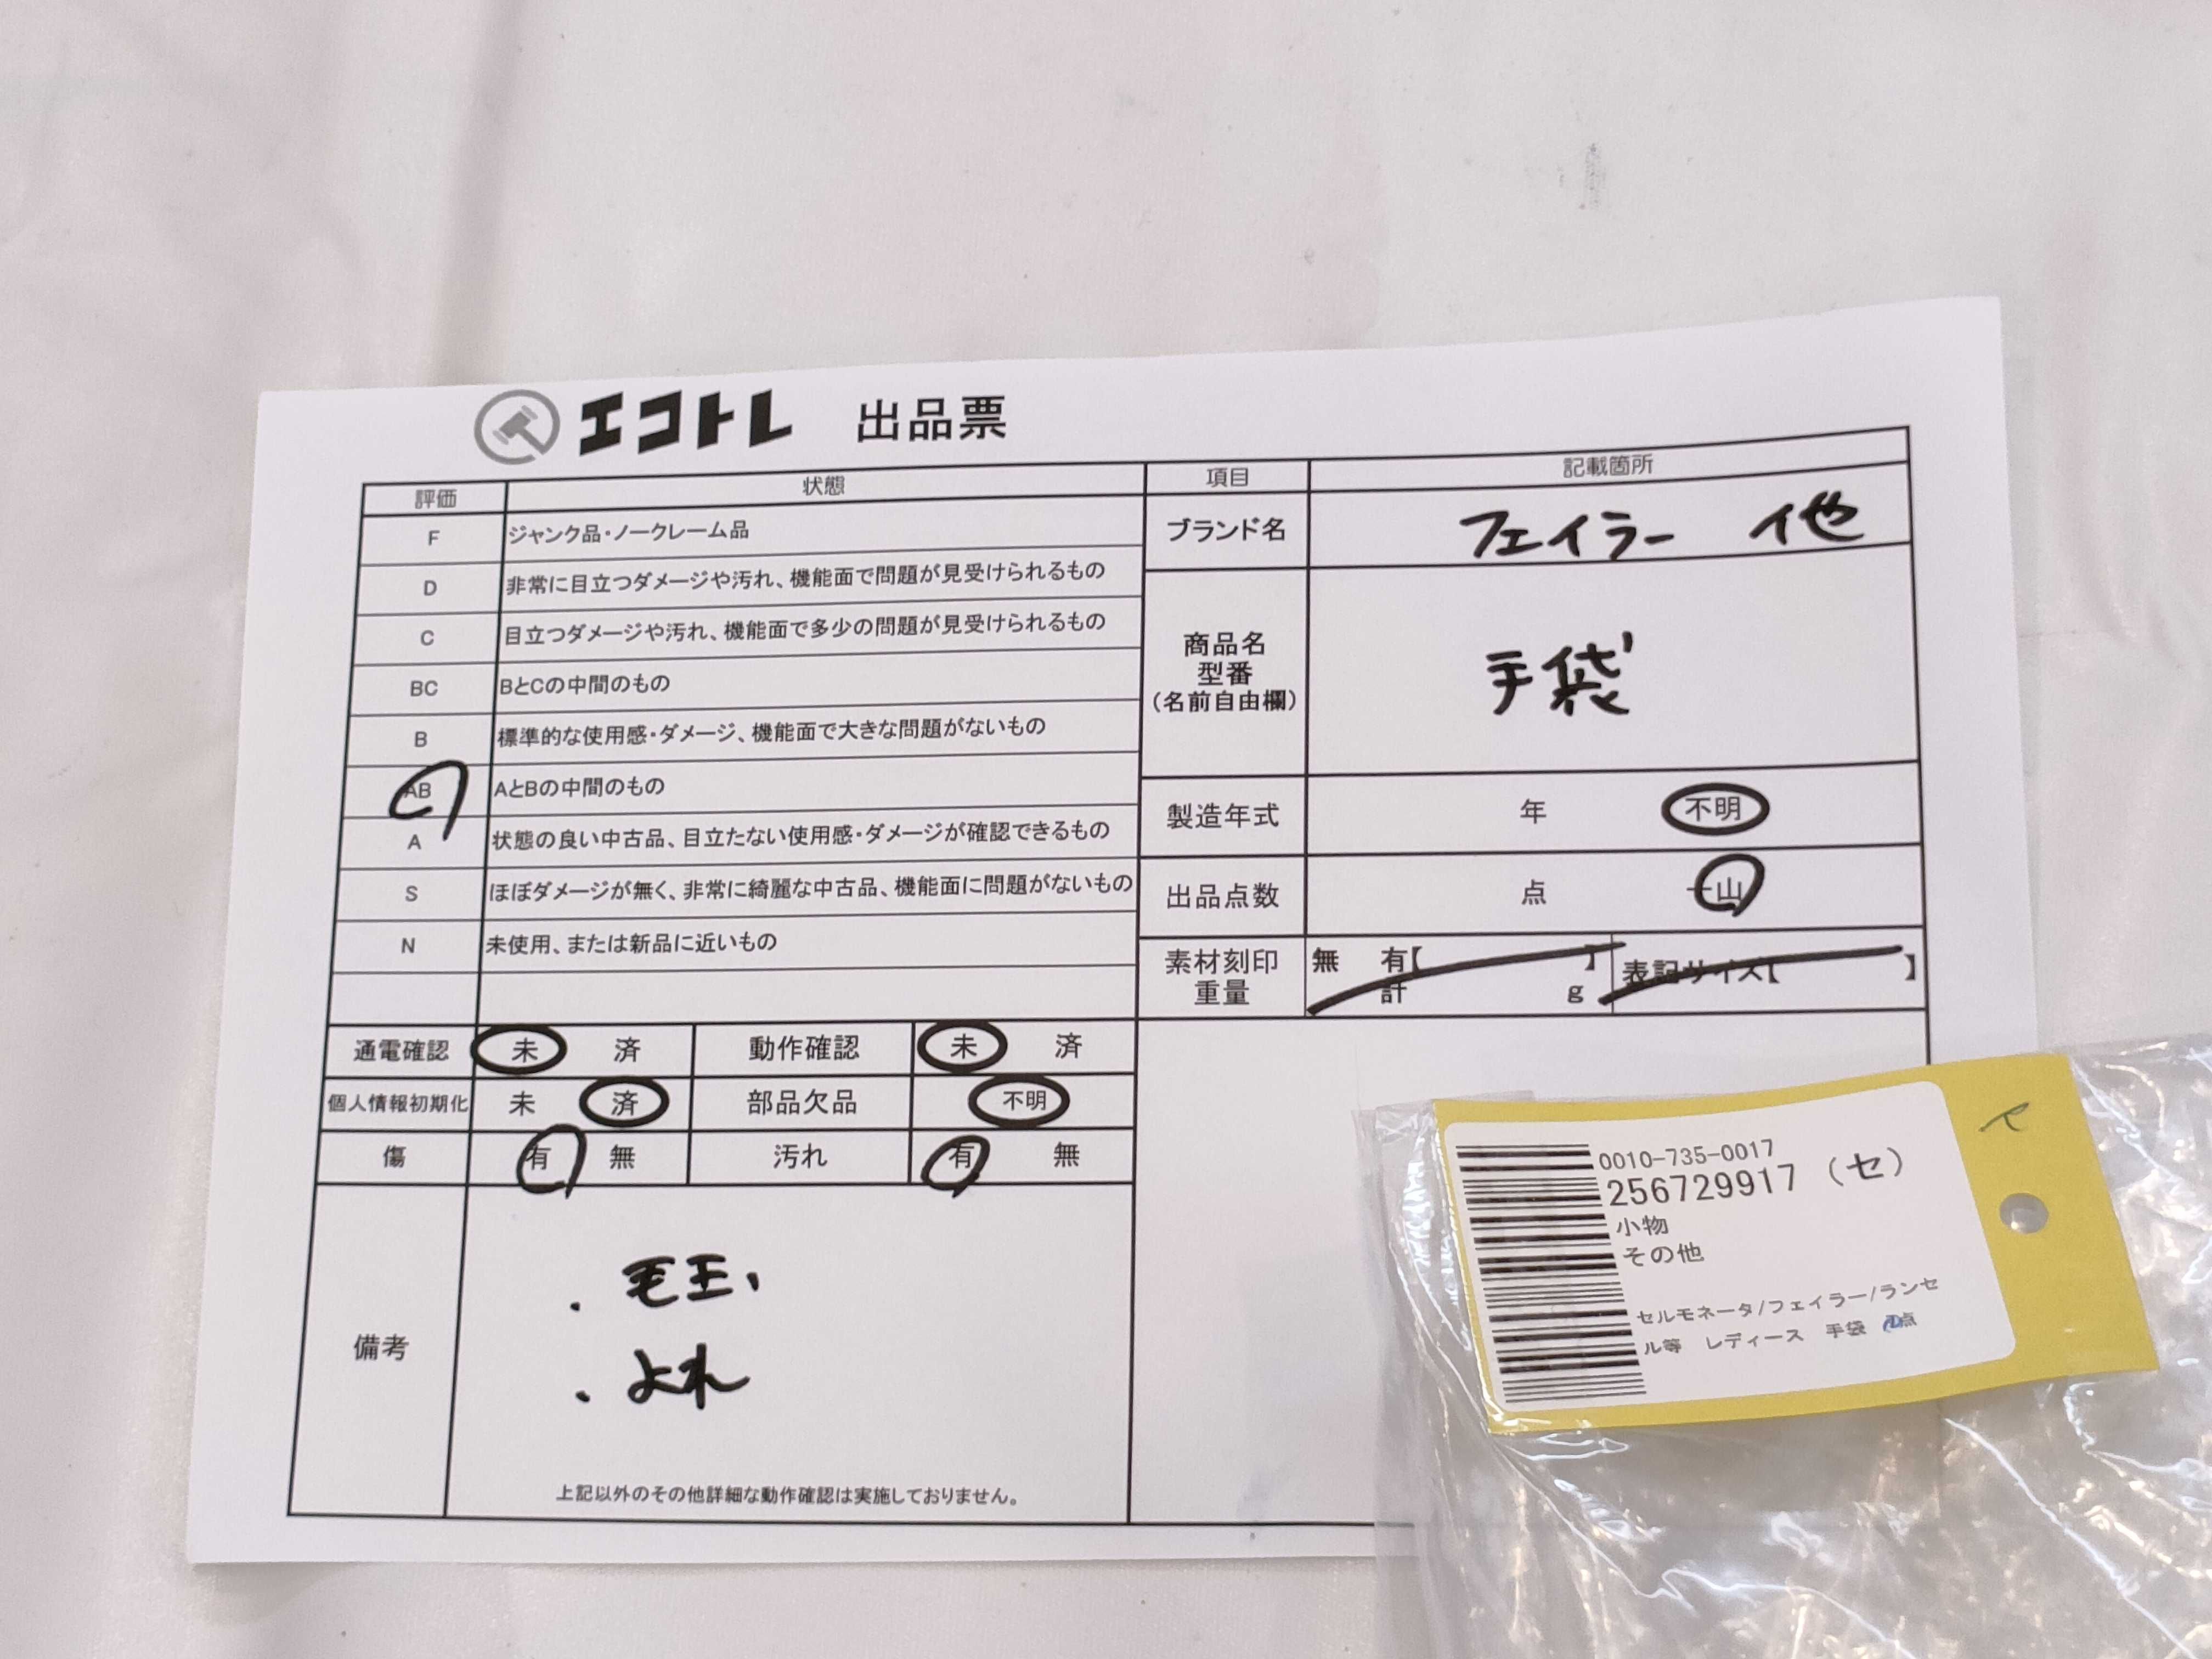 エコトレ 出品票
評価 状態
F ジャンク品・ノークレーム品
D 非常に目立つダメージや汚れ、機能面で問題が見受けられるもの
C 目立つダメージや汚れ、機能面で多少の問題が見受けられるもの
BC BとCの中間のもの
B 標準的な使用感・ダメージ、機能面で大きな問題がないもの
AB AとBの中間のもの
A 状態の良い中古品、目立たない使用感・ダメージが確認できるもの
S ほぼダメージが無く、非常に綺麗な中古品、機能面に問題がないもの
N 未使用、または新品に近いもの
項目 記載箇所
ブランド名 フェイラー 他
商品名
型番
(名前自由欄)
手袋
製造年式 年 不明
出品点数 点 一山
素材刻印 無 有【 】 表記サイズ【 】
重量 計 g
通電確認 未 済 動作確認 未 済
個人情報初期化 未 済 部品欠品 不明
傷 有 無 汚れ 有 無
備考
・毛玉、
・よれ
上記以外のその他詳細な動作確認は実施しておりません。
0010-735-0017
256729917 (セ)
小物
その他
セルモネータ/フェイラー/ランセ
ル等 レディース 手袋 点